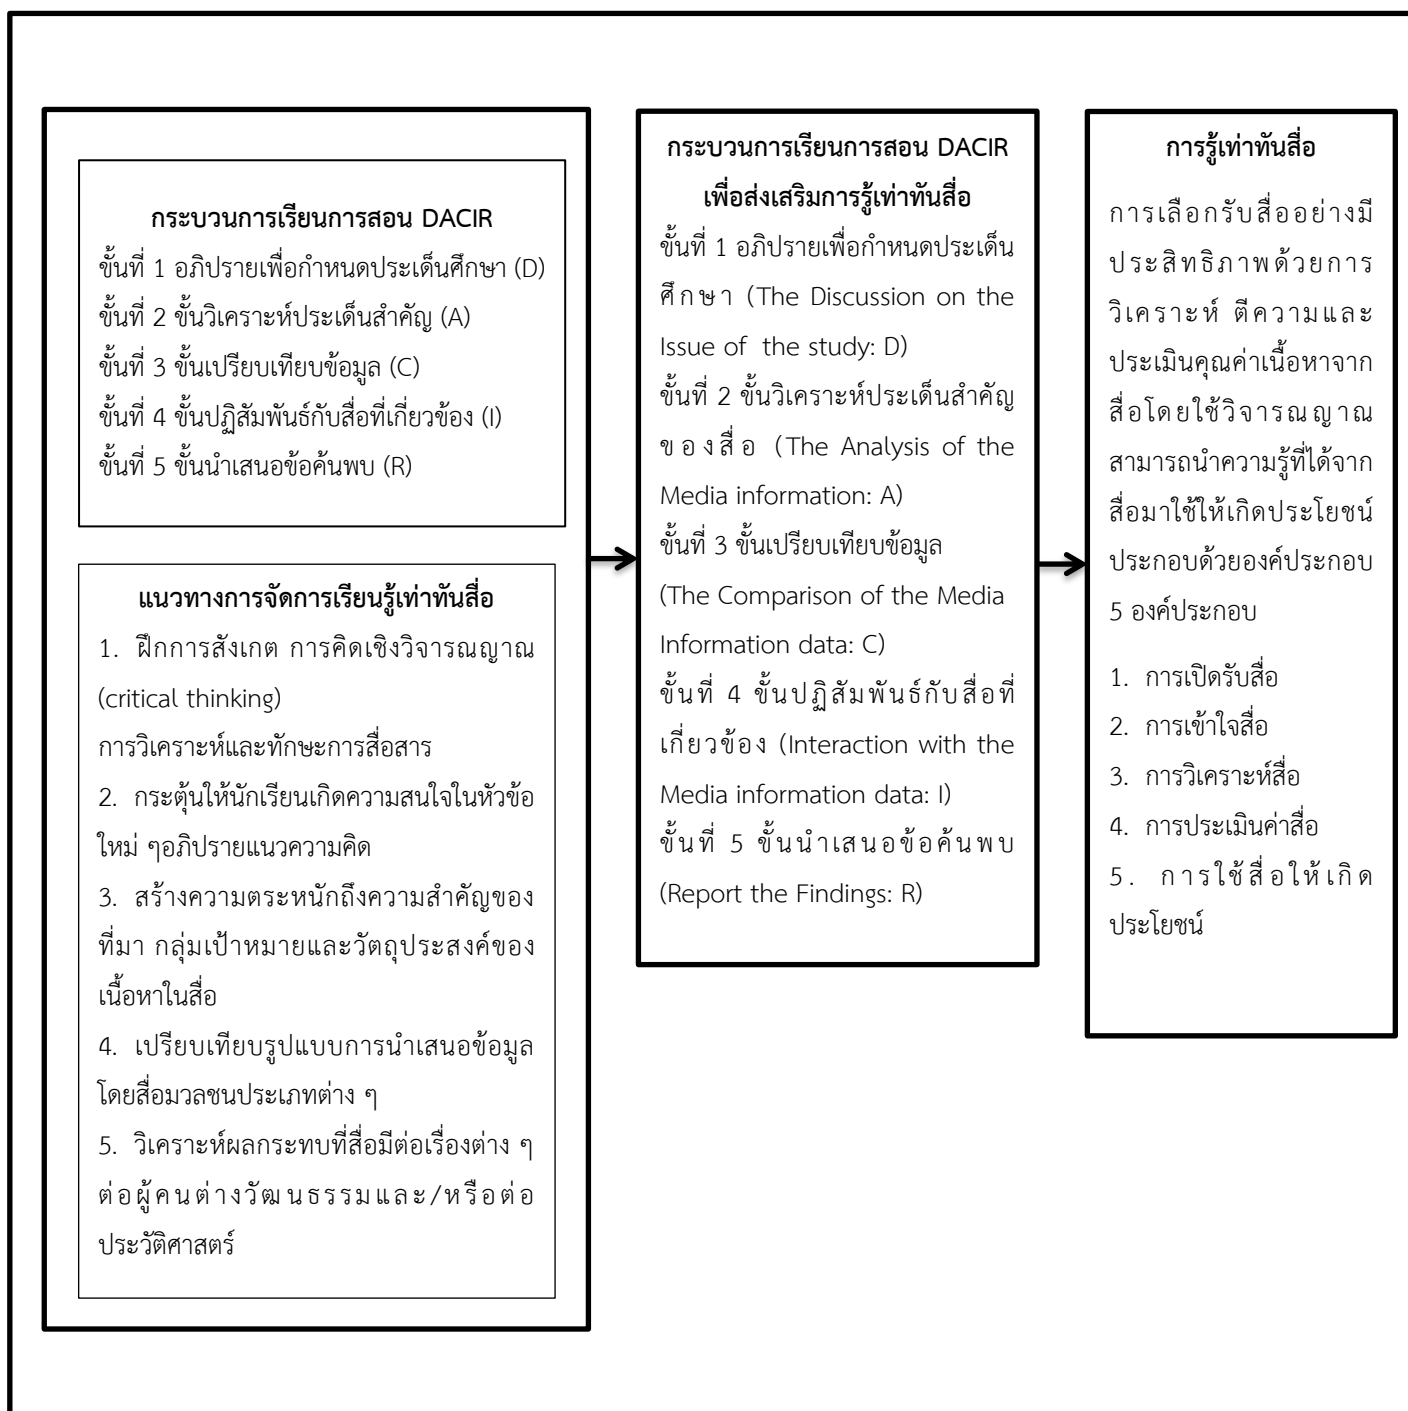 กระบวนการเรียนการสอน DACIR
ขั้นที่ 1 อภิปรายเพื่อกำหนดประเด็นศึกษา (D)
ขั้นที่ 2 ขั้นวิเคราะห์ประเด็นสำคัญ (A)
ขั้นที่ 3 ขั้นเปรียบเทียบข้อมูล (C)
ขั้นที่ 4 ขั้นปฏิสัมพันธ์กับสื่อที่เกี่ยวข้อง (I)
ขั้นที่ 5 ขั้นนำเสนอข้อค้นพบ (R)
แนวทางการจัดการเรียนรู้เท่าทันสื่อ
1. ฝึกการสังเกต การคิดเชิงวิจารณญาณ
(critical thinking)
การวิเคราะห์และทักษะการสื่อสาร
2. กระตุ้นให้นักเรียนเกิดความสนใจในหัวข้อ
ใหม่ ๆอภิปรายแนวความคิด
3. สร้างความตระหนักถึงความสำคัญของ
ที่มา กลุ่มเป้าหมายและวัตถุประสงค์ของ
เนื้อหาในสื่อ
4. เปรียบเทียบรูปแบบการนำเสนอข้อมูล
โดยสื่อมวลชนประเภทต่าง ๆ
5. วิเคราะห์ผลกระทบที่สื่อมีต่อเรื่องต่าง ๆ
ต่อผู้คนต่างวัฒนธรรมและ/หรือต่อ
ประวัติศาสตร์
กระบวนการเรียนการสอน DACIR
เพื่อส่งเสริมการรู้เท่าทันสื่อ
ขั้นที่ 1 อภิปรายเพื่อกำหนดประเด็น
ศึกษา (The Discussion on the
Issue of the study: D)
ขั้นที่ 2 ขั้นวิเคราะห์ประเด็นสำคัญ
ของสื่อ (The Analysis of the
Media information: A)
ขั้นที่ 3 ขั้นเปรียบเทียบข้อมูล
(The Comparison of the Media
Information data: C)
ขั้นที่ 4 ขั้นปฏิสัมพันธ์กับสื่อที่
เกี่ยวข้อง (Interaction with the
Media information data: I)
ขั้นที่ 5 ขั้นนำเสนอข้อค้นพบ
(Report the Findings: R)
การรู้เท่าทันสื่อ
การเลือกรับสื่ออย่างมี
ประสิทธิภาพด้วยการ
วิเคราะห์ ตีความและ
ประเมินคุณค่าเนื้อหาจาก
สื่อโดยใช้วิจารณญาณ
สามารถนำความรู้ที่ได้จาก
สื่อมาใช้ให้เกิดประโยชน์
ประกอบด้วยองค์ประกอบ
5 องค์ประกอบ
1. การเปิดรับสื่อ
2. การเข้าใจสื่อ
3. การวิเคราะห์สื่อ
4. การประเมินค่าสื่อ
5. การใช้สื่อให้เกิด
ประโยชน์